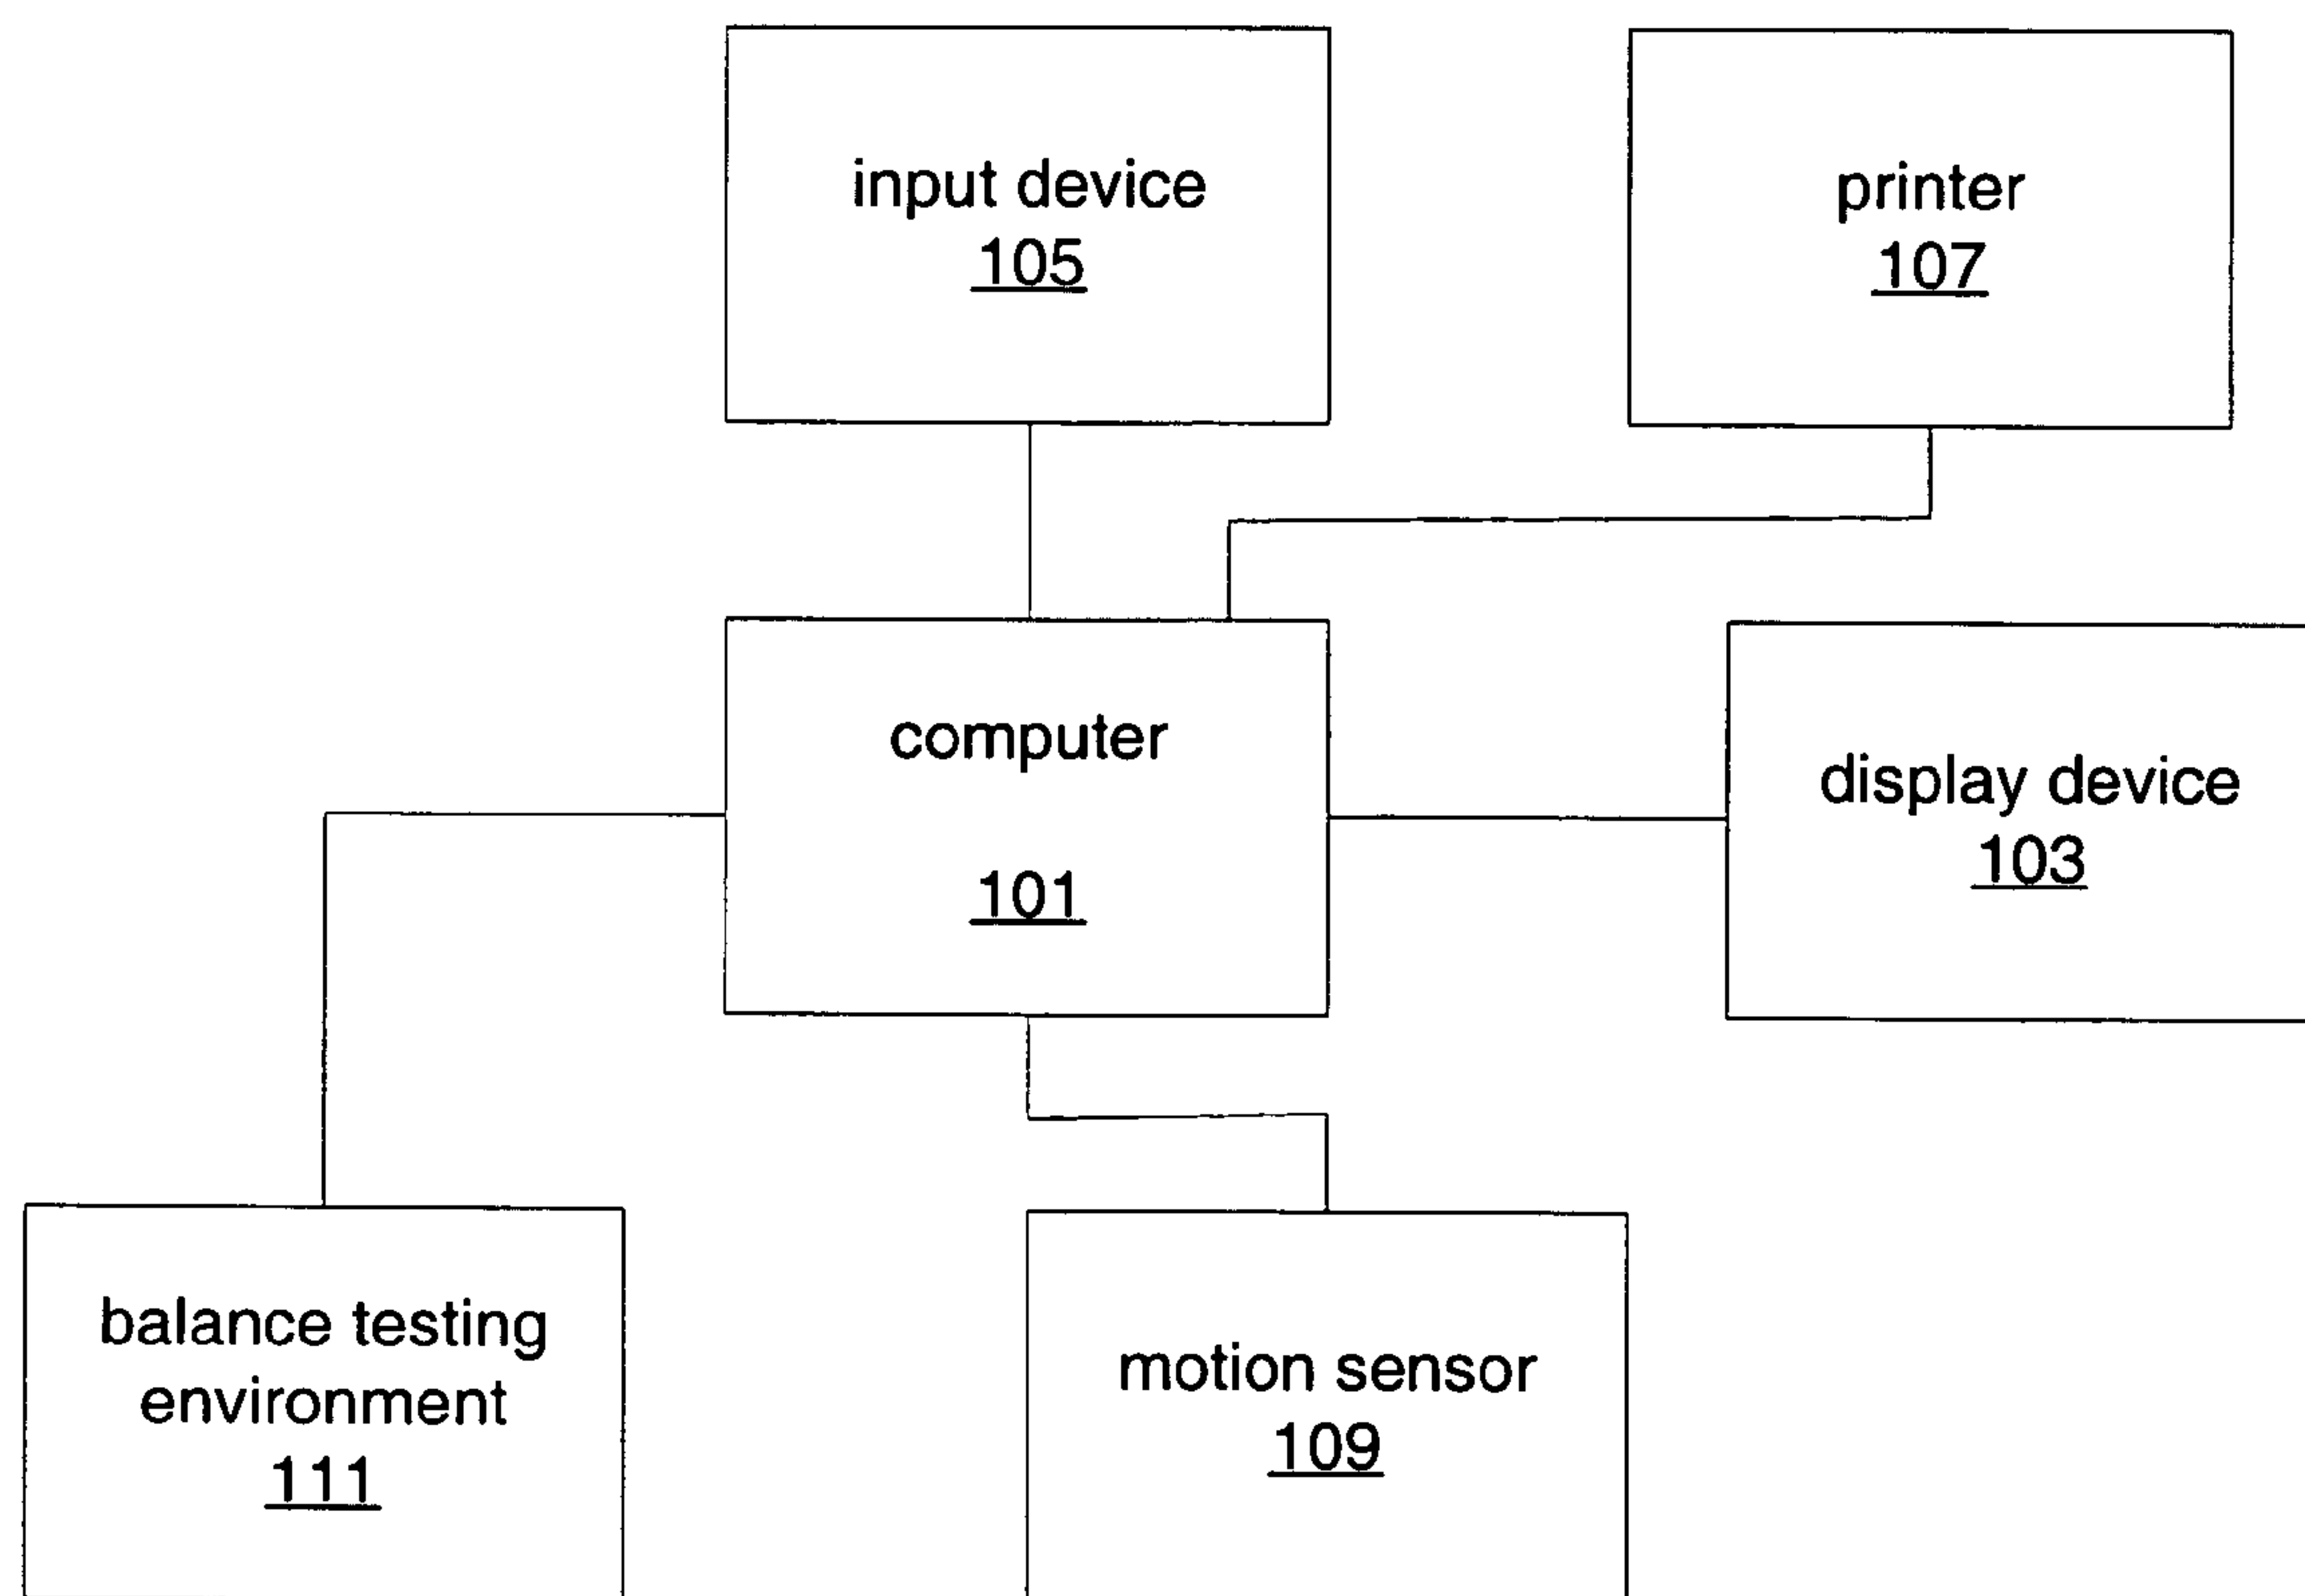 input device
105
printer
107
computer
101
display device
103
balance testing
environment
111
motion sensor
109